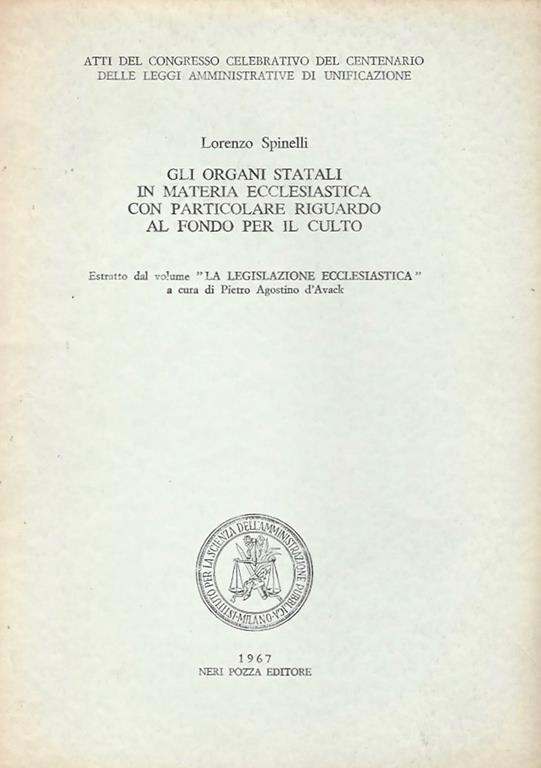 ATTI DEL CONGRESSO CELEBRATIVO DEL CENTENARIO
DELLE LEGGI AMMINISTRATIVE DI UNIFICAZIONE
Lorenzo Spinelli
GLI ORGANI STATALI
IN MATERIA ECCLESIASTICA
CON PARTICOLARE RIGUARDO
AL FONDO PER IL CULTO
Estratto dal volume "LA LEGISLAZIONE ECCLESIASTICA"
a cura di Pietro Agostino d'Avack
ISTITUTO PER LA SCIENZA DELL'AMMINISTRAZIONE PUBBLICA
-MILANO-
1967
NERI POZZA EDITORE